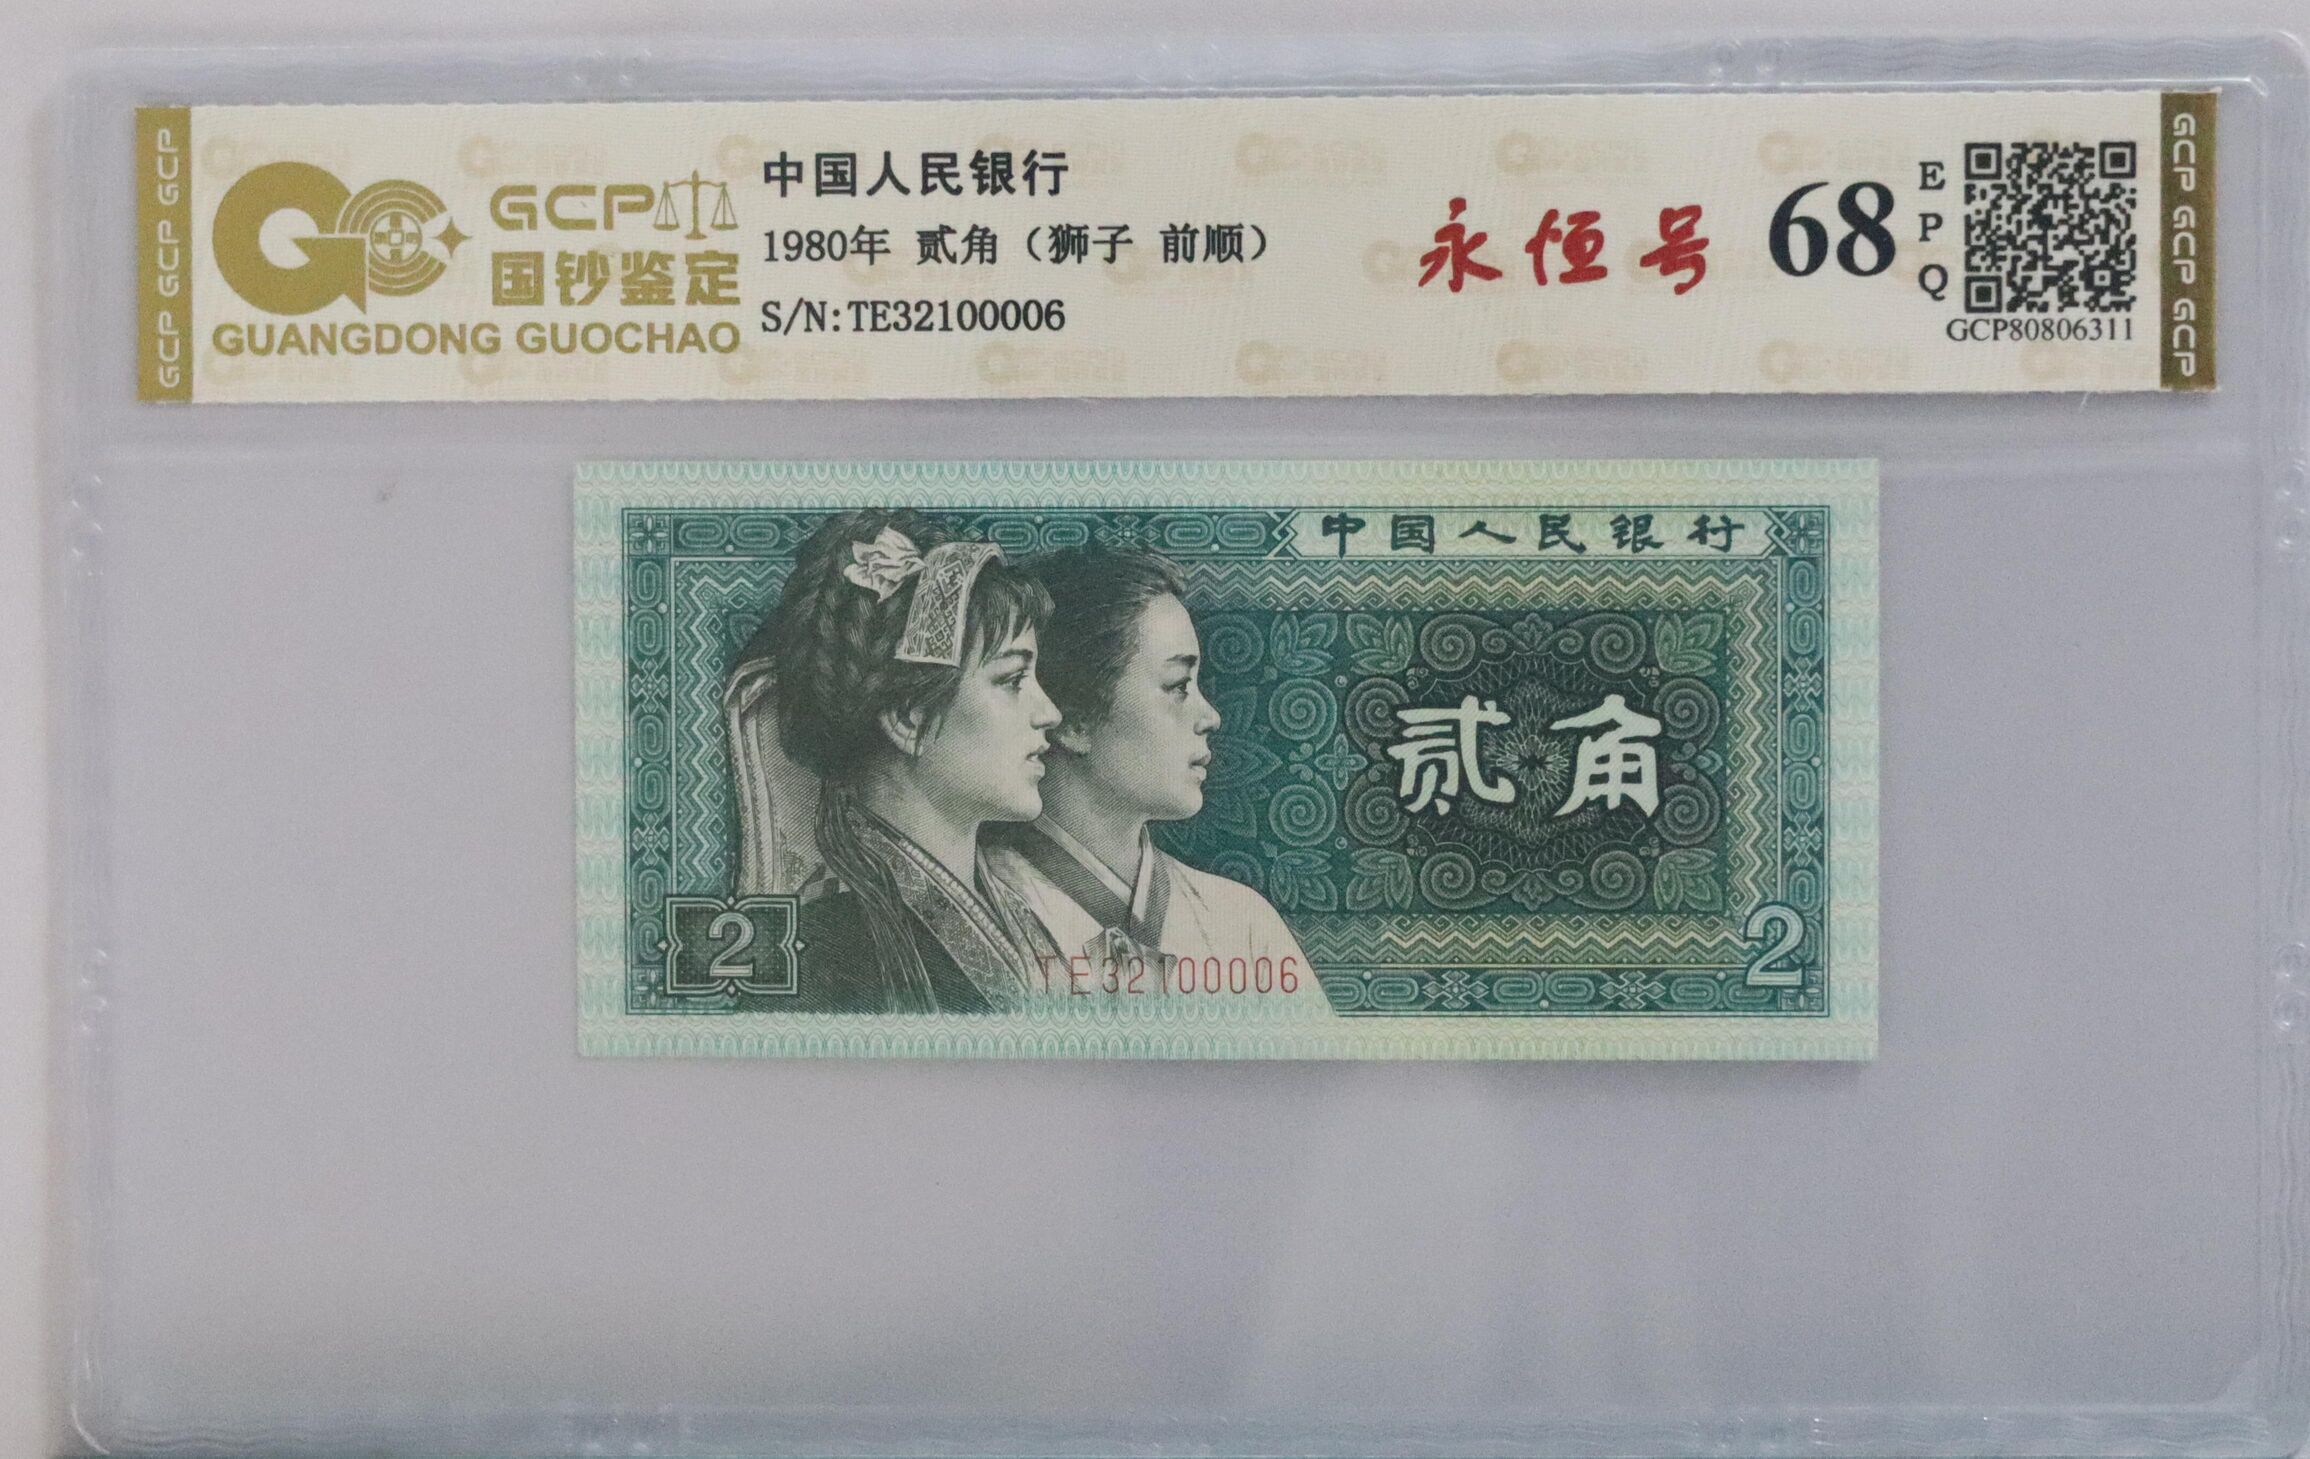 GCP GCP GCP
GCP
国钞鉴定
GUANGDONG GUOCHAO
中国人民银行
1980年 贰角（狮子 前顺）
S/N:TE32100006
永恒号
68
EPQ
GCP80806311
GCP GCP GCP
中国人民银行
贰角
2
TE32100006
2